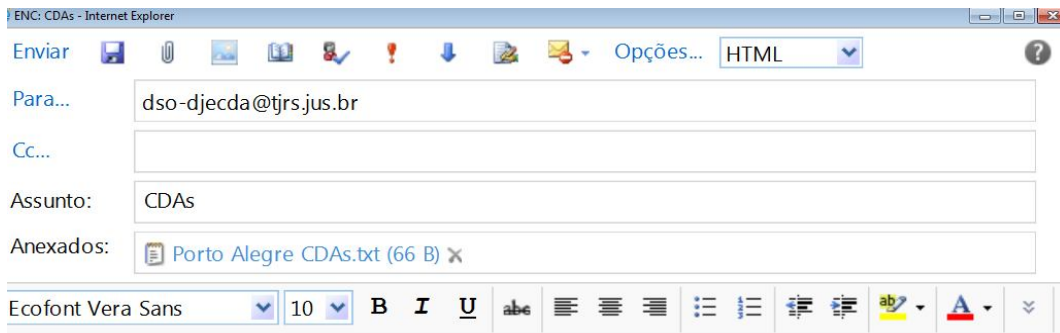 ENC: CDAs - Internet Explorer
Enviar Opções... HTML
Para... dso-djecda@tjrs.jus.br
Cc...
Assunto: CDAs
Anexados: Porto Alegre CDAs.txt (66 B)
Ecofont Vera Sans 10 B I U abc ab A